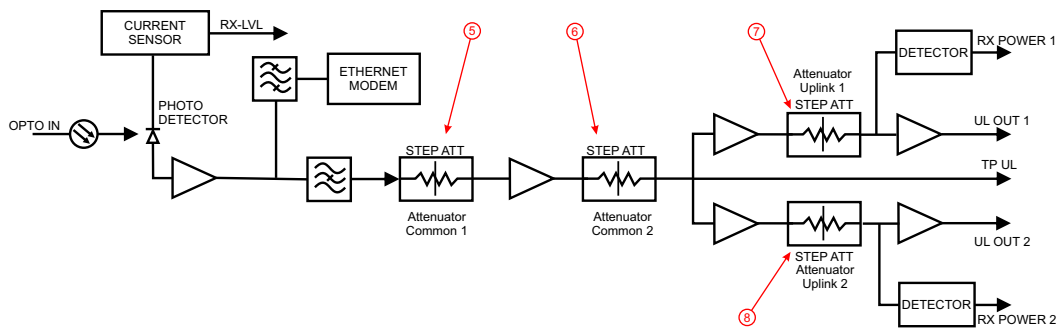 CURRENT
SENSOR
RX-LVL
ETHERNET
MODEM
PHOTO
DETECTOR
OPTO IN
5
STEP ATT
Attenuator
Common 1
6
STEP ATT
Attenuator
Common 2
7
Attenuator
Uplink 1
STEP ATT
DETECTOR
RX POWER 1
UL OUT 1
TP UL
UL OUT 2
STEP ATT
Attenuator
Uplink 2
8
DETECTOR
RX POWER 2